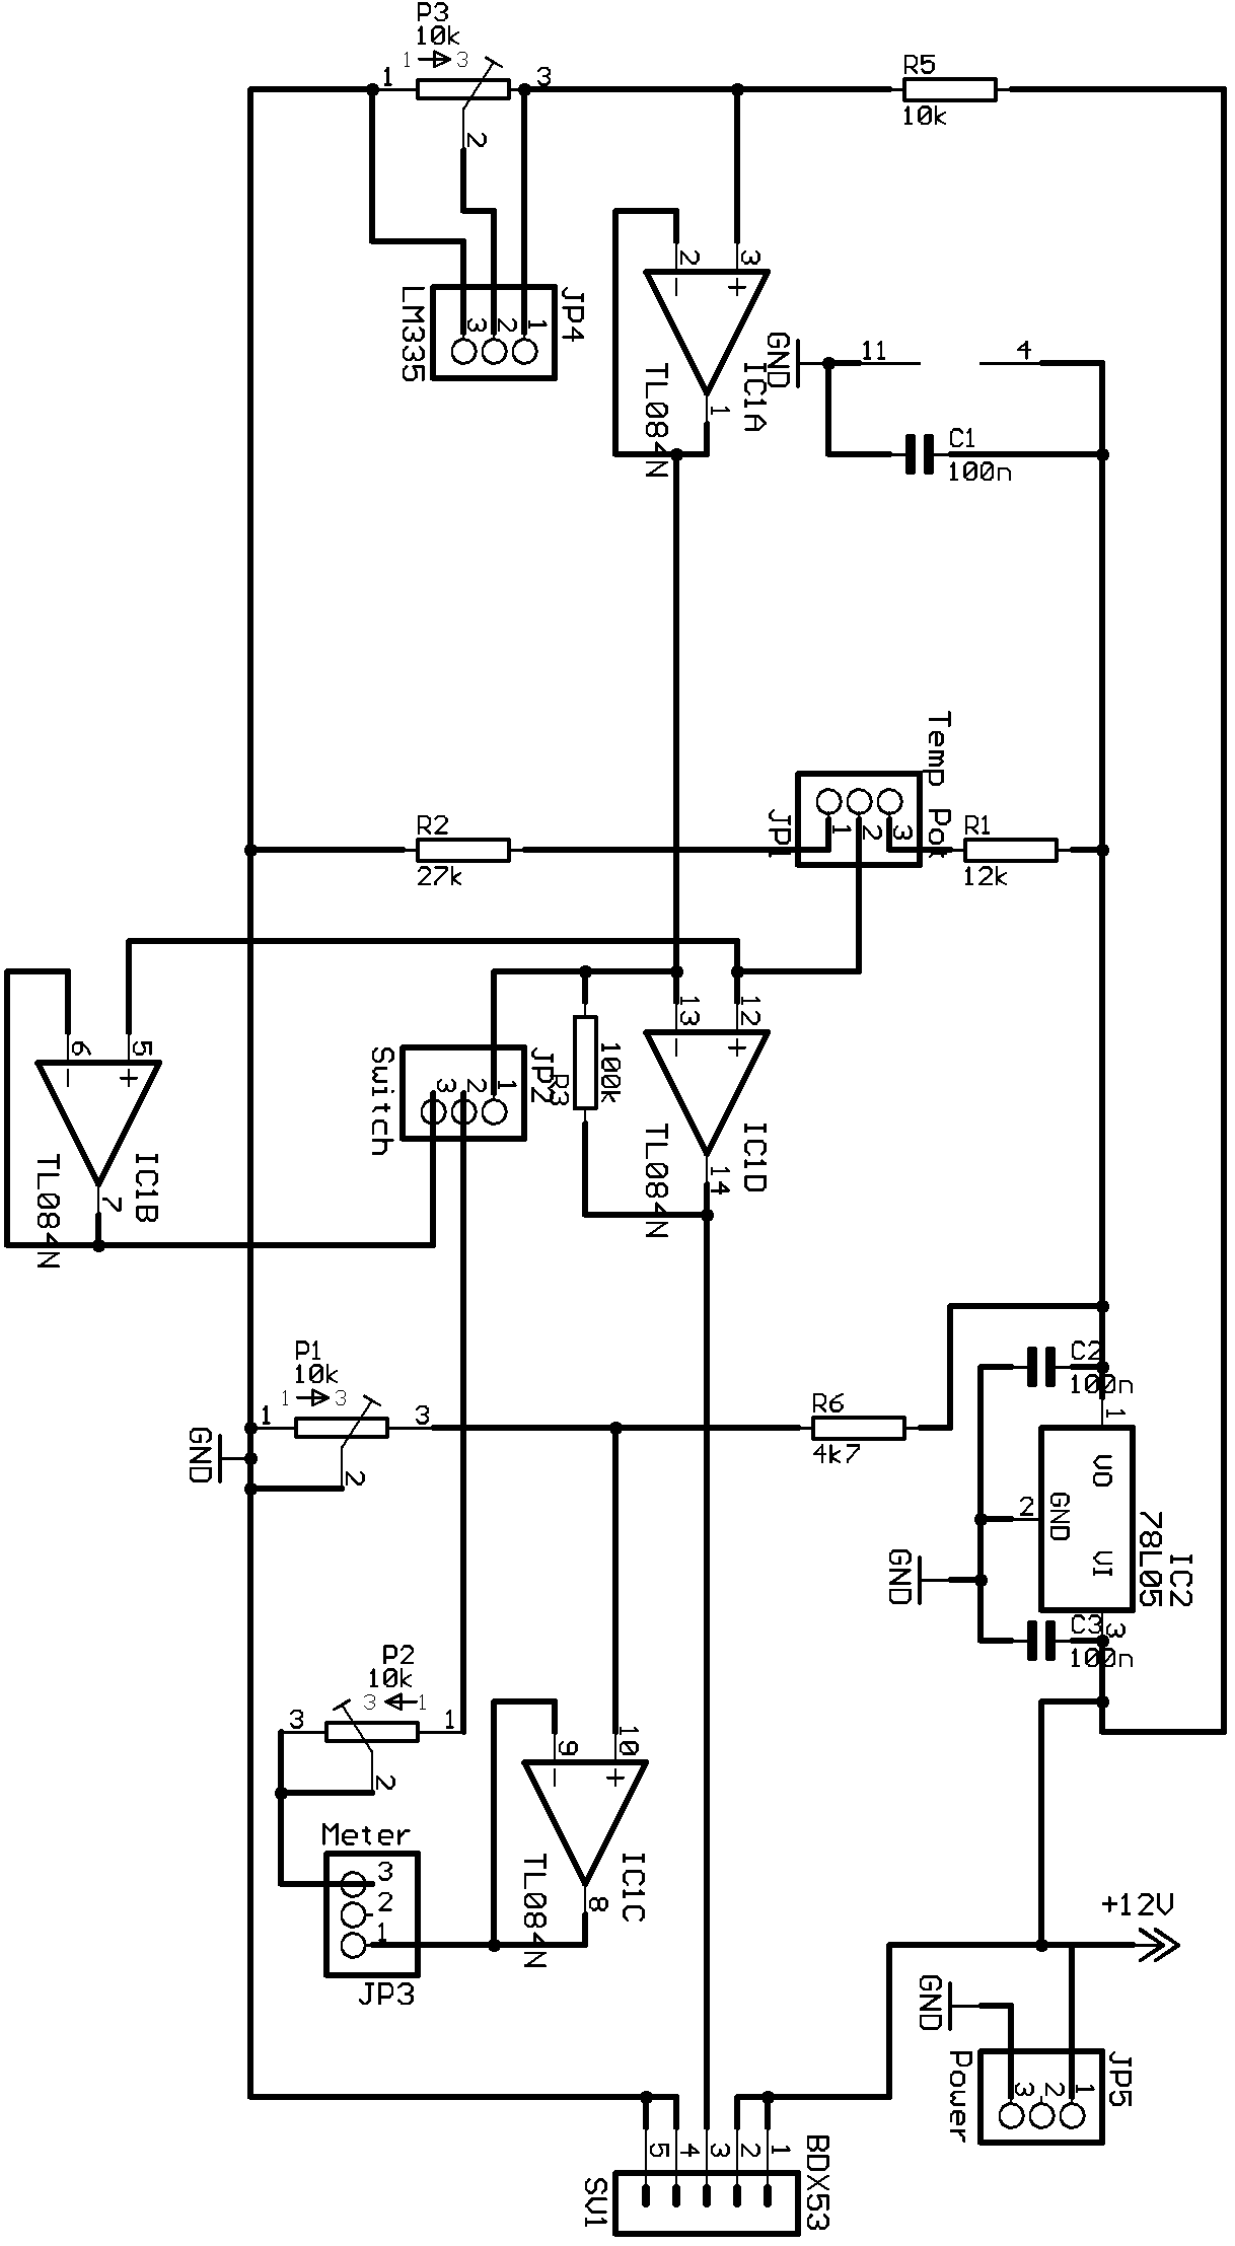 P3
10k
1 3
1
3
2
R5
10k
JP4
1
2
3
LM335
2
3
-
+
1
IC1A
TL084N
GND
11
4
C1
100n
Temp Pot
JP1
1
2
3
R1
12k
R2
27k
13
12
-
+
14
IC1D
TL084N
100k
R3
JP2
1
2
3
Switch
6
5
-
+
7
IC1B
TL084N
P1
10k
1 3
1
3
2
GND
R6
4k7
C2
100n
1
VO
2
GND
VI
78L05
IC2
GND
C3
3
100n
P2
10k
3 1
3
1
2
9
10
-
+
8
IC1C
TL084N
Meter
3
2
1
JP3
+12V
GND
JP5
1
2
3
Power
5
4
3
2
1
BDX53
SV1